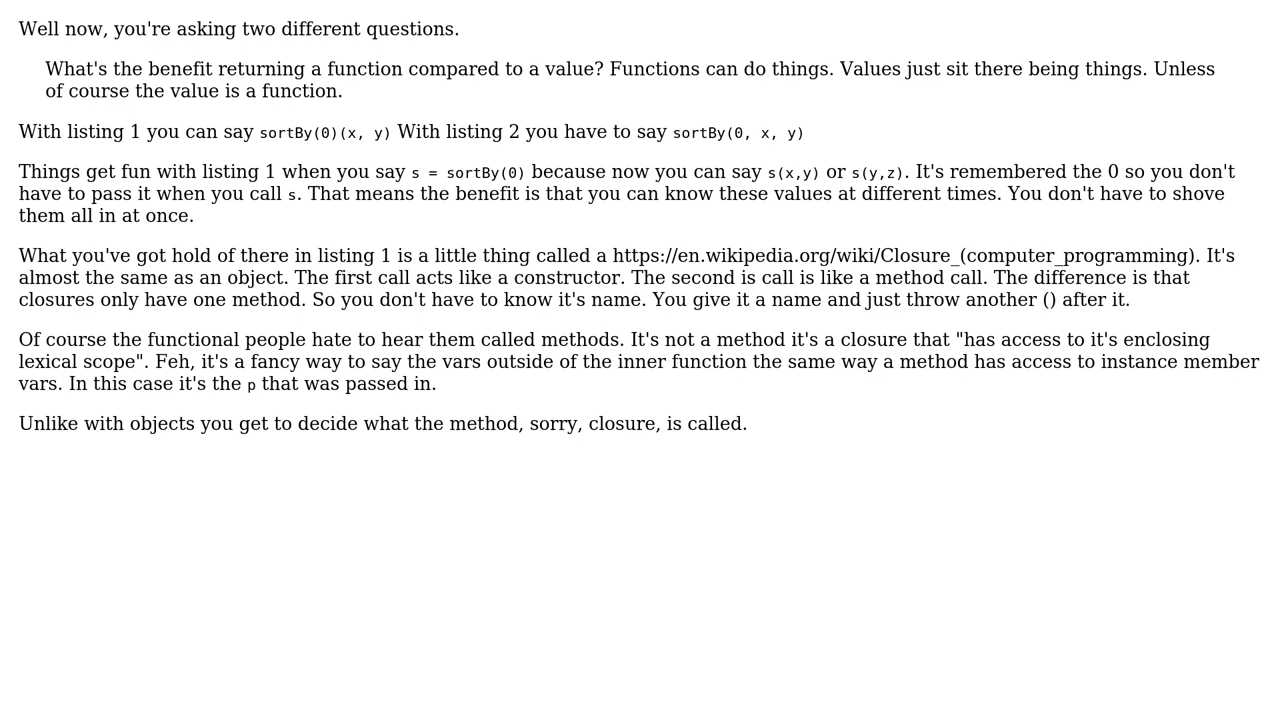 Well now, you're asking two different questions.
What's the benefit returning a function compared to a value? Functions can do things. Values just sit there being things. Unless
of course the value is a function.
With listing 1 you can say sortBy(0)(x, y) With listing 2 you have to say sortBy(0, x, y)
Things get fun with listing 1 when you say s = sortBy(0) because now you can say s(x,y) or s(y,z). It's remembered the 0 so you don't
have to pass it when you call s. That means the benefit is that you can know these values at different times. You don't have to shove
them all in at once.
What you've got hold of there in listing 1 is a little thing called a https://en.wikipedia.org/wiki/Closure_(computer_programming). It's
almost the same as an object. The first call acts like a constructor. The second is call is like a method call. The difference is that
closures only have one method. So you don't have to know it's name. You give it a name and just throw another () after it.
Of course the functional people hate to hear them called methods. It's not a method it's a closure that "has access to it's enclosing
lexical scope". Feh, it's a fancy way to say the vars outside of the inner function the same way a method has access to instance member
vars. In this case it's the p that was passed in.
Unlike with objects you get to decide what the method, sorry, closure, is called.